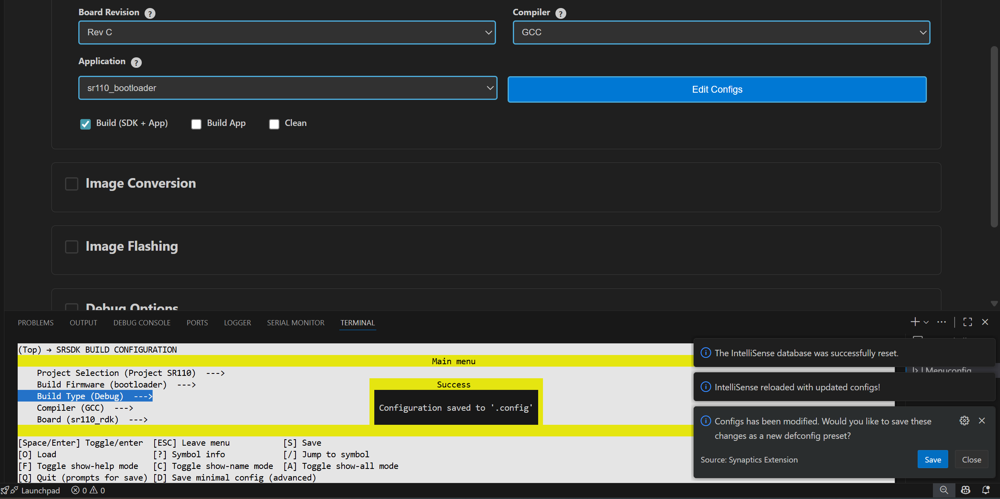 Board Revision ?
Compiler ?
Rev C
GCC
Application ?
sr110_bootloader
Edit Configs
Build (SDK + App)
Build App
Clean
Image Conversion
Image Flashing
Debug Options
PROBLEMS
OUTPUT
DEBUG CONSOLE
PORTS
LOGGER
SERIAL MONITOR
TERMINAL
(Top) → SRSDK BUILD CONFIGURATION
Main menu
Project Selection (Project SR110) --->
Build Firmware (bootloader) --->
Build Type (Debug) --->
Compiler (GCC) --->
Board (sr110_rdk) --->
Success
Configuration saved to '.config'
[Space/Enter] Toggle/enter [ESC] Leave menu [S] Save
[O] Load [?] Symbol info [/] Jump to symbol
[F] Toggle show-help mode [C] Toggle show-name mode [A] Toggle show-all mode
[Q] Quit (prompts for save) [D] Save minimal config (advanced)
The IntelliSense database was successfully reset.
Menuconfig
IntelliSense reloaded with updated configs!
Configs has been modified. Would you like to save these
changes as a new defconfig preset?
Source: Synaptics Extension
Save
Close
Launchpad
0
0